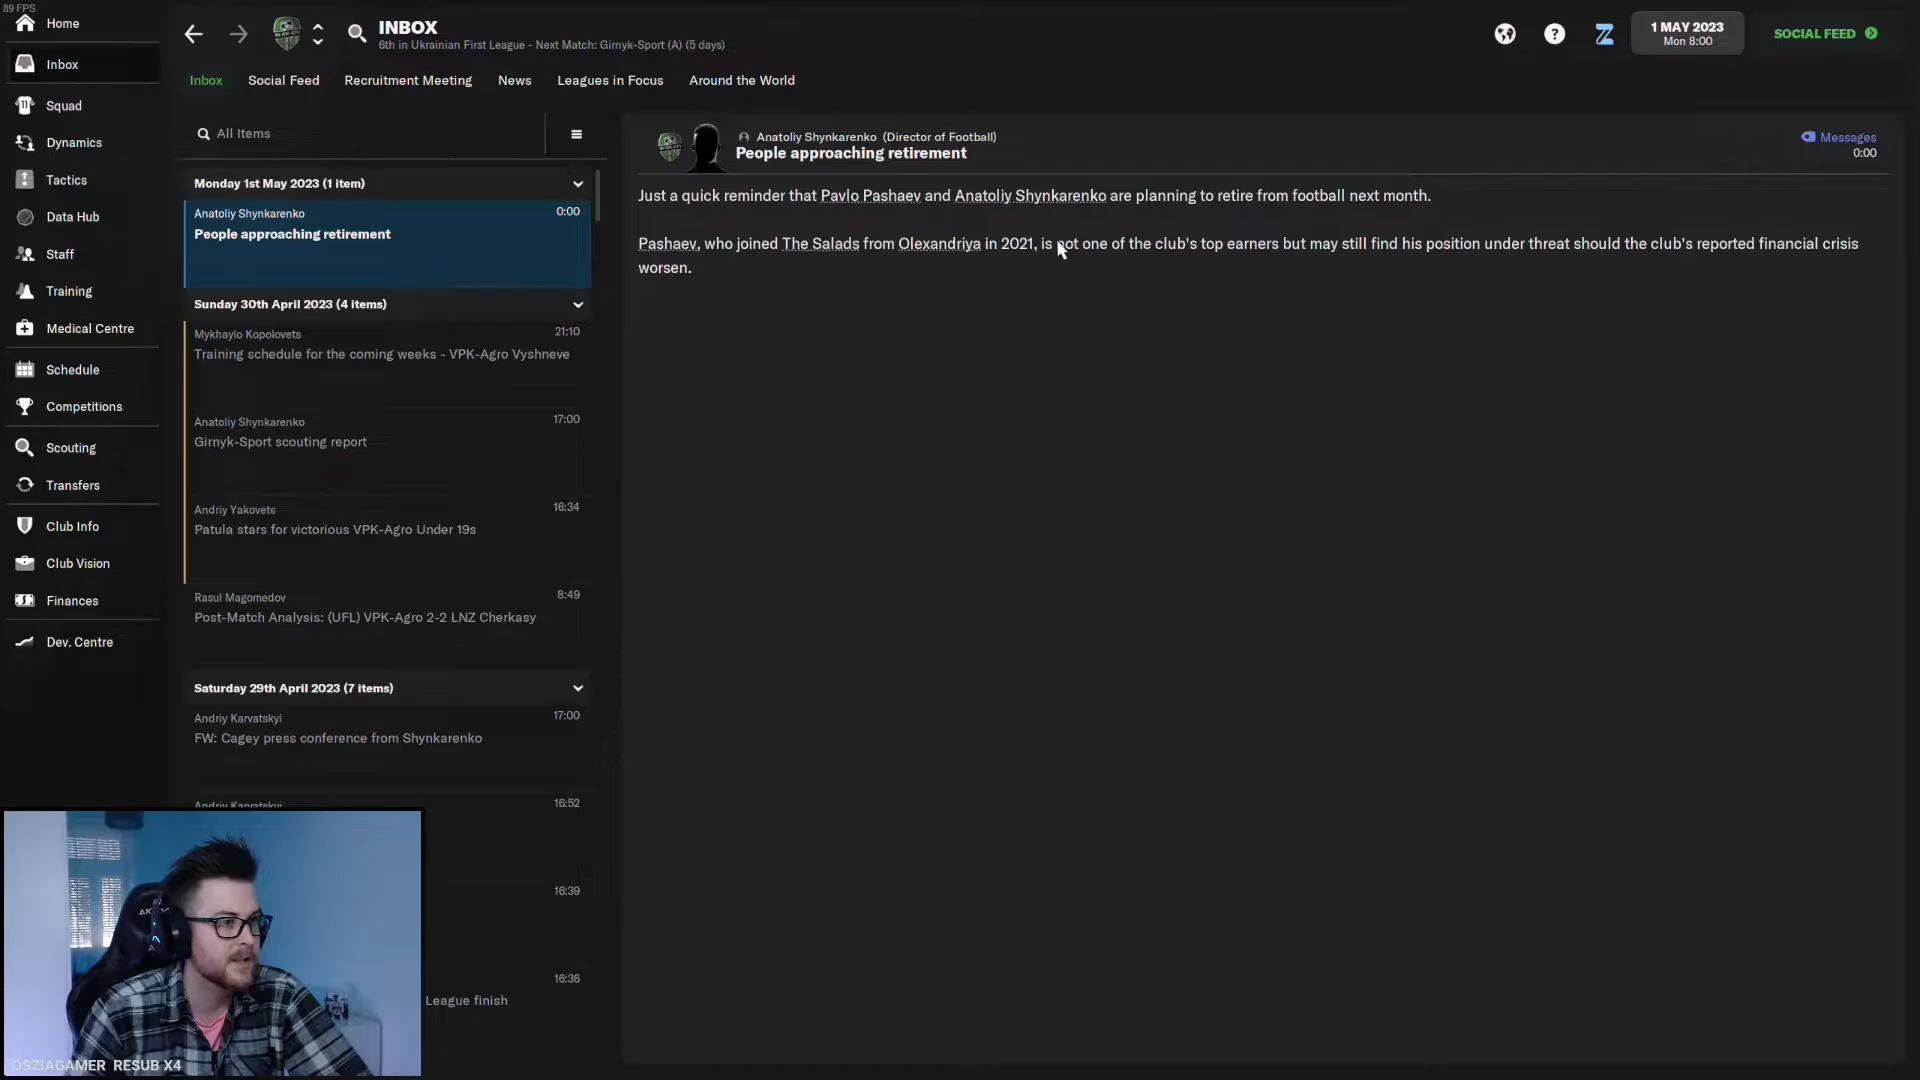 89 FPS
Home
Inbox
Squad
Dynamics
Tactics
Data Hub
Staff
Training
Medical Centre
Schedule
Competitions
Scouting
Transfers
Club Info
Club Vision
Finances
Dev. Centre
INBOX
6th in Ukrainian First League - Next Match: Girnyk-Sport (A) (5 days)
1 MAY 2023
Mon 8:00
SOCIAL FEED
Inbox Social Feed Recruitment Meeting News Leagues in Focus Around the World
All Items
Monday 1st May 2023 (1 item)
Anatoliy Shynkarenko 0:00
People approaching retirement
Sunday 30th April 2023 (4 items)
Mykhaylo Kopolovets 21:10
Training schedule for the coming weeks - VPK-Agro Vyshneve
Anatoliy Shynkarenko 17:00
Girnyk-Sport scouting report
Andriy Yakovets 16:34
Patula stars for victorious VPK-Agro Under 19s
Rasul Magomedov 8:49
Post-Match Analysis: (UFL) VPK-Agro 2-2 LNZ Cherkasy
Saturday 29th April 2023 (7 items)
Andriy Karvatskyi 17:00
FW: Cagey press conference from Shynkarenko
Andriy Karvatskyi 16:52
16:39
16:36
League finish
Anatoliy Shynkarenko (Director of Football)
People approaching retirement
Messages
0:00
Just a quick reminder that Pavlo Pashaev and Anatoliy Shynkarenko are planning to retire from football next month.
Pashaev, who joined The Salads from Olexandriya in 2021, is not one of the club's top earners but may still find his position under threat should the club's reported financial crisis
worsen.
OSZIAGAMER RESUB X4